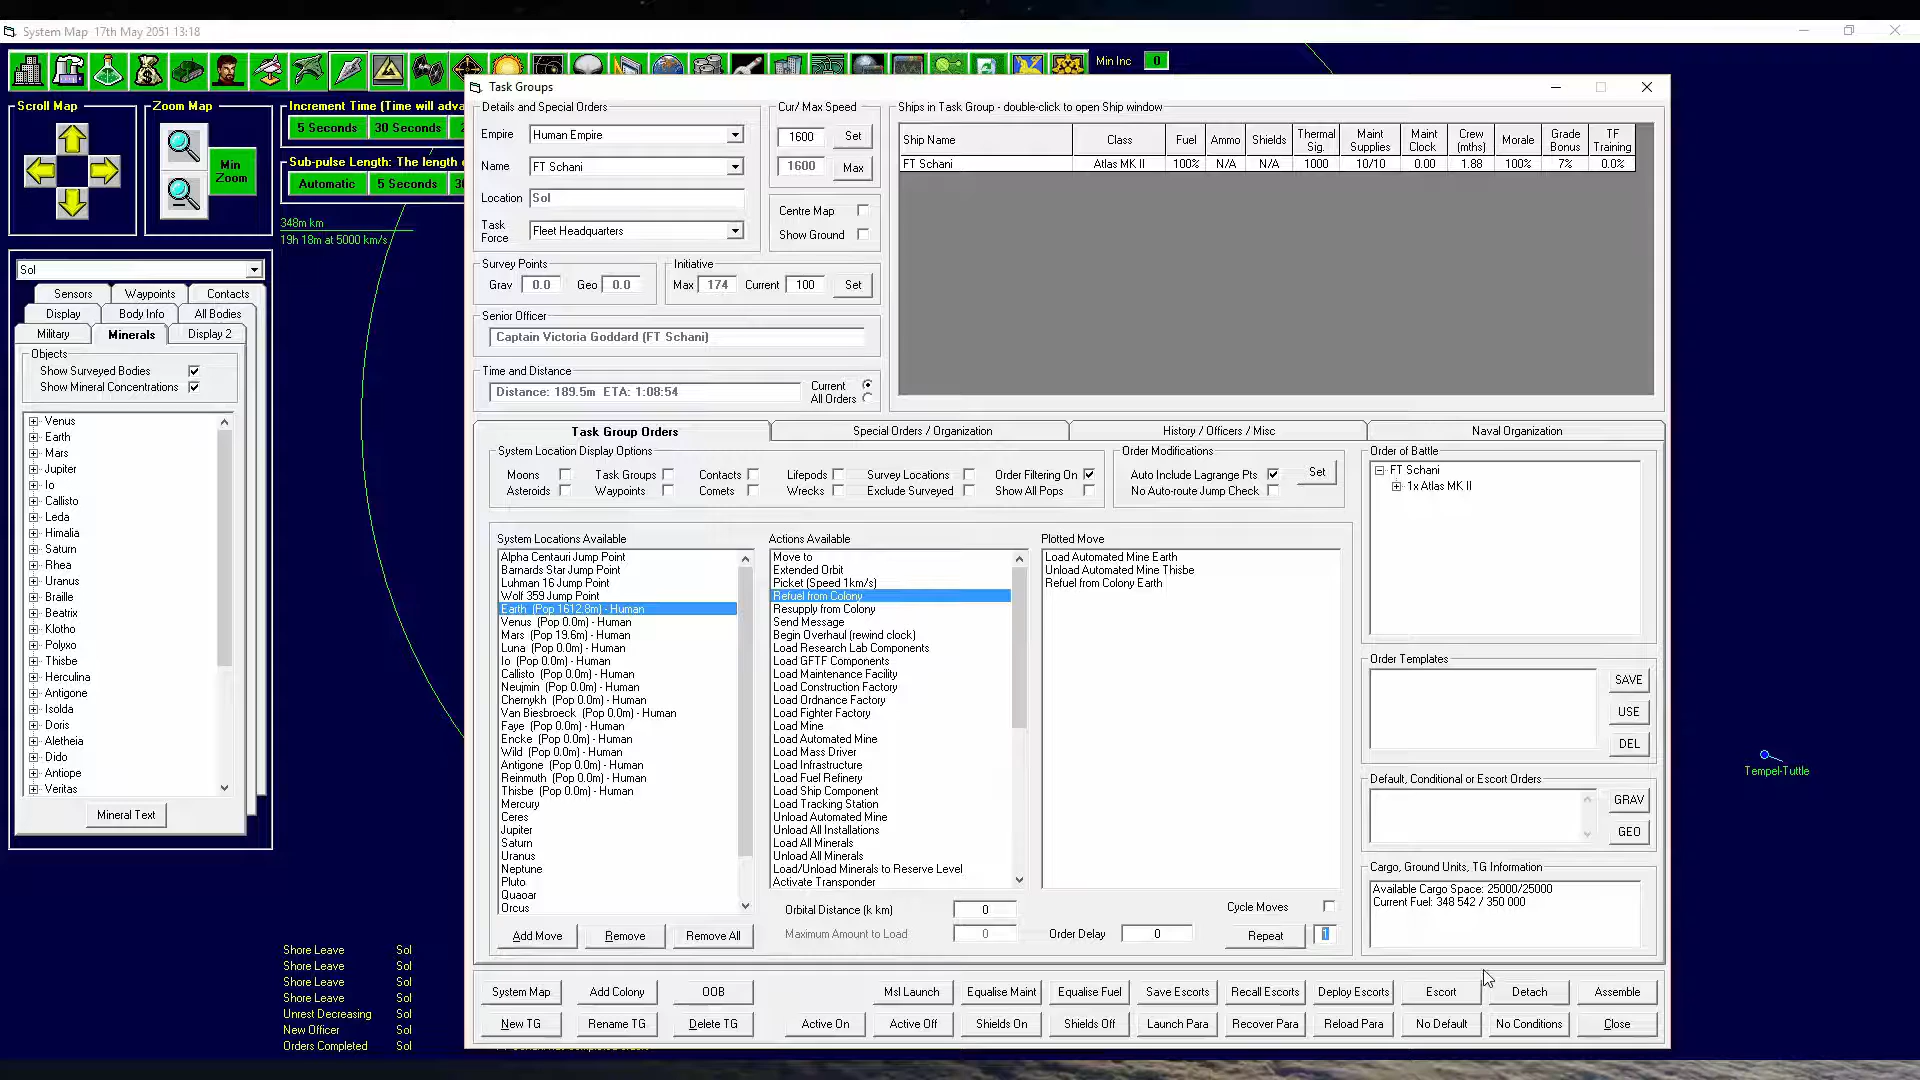 System Map   17th May 2051 13:18
Min Inc
0
Scroll Map
Zoom Map
Min Zoom
Increment Time (Time will adva
5 Seconds
30 Seconds
2
Sub-pulse Length: The length o
Automatic
5 Seconds
30
348m km
19h 18m at 5000 km/s
Sol
Sensors
Waypoints
Contacts
Display
Body Info
All Bodies
Military
Minerals
Display 2
Objects
Show Surveyed Bodies
Show Mineral Concentrations
Venus
Earth
Mars
Jupiter
Io
Callisto
Leda
Himalia
Saturn
Rhea
Uranus
Braille
Beatrix
Klotho
Polyxo
Thisbe
Herculina
Antigone
Isolda
Doris
Aletheia
Dido
Antiope
Veritas
Mineral Text
Shore Leave Sol
Shore Leave Sol
Shore Leave Sol
Shore Leave Sol
Unrest Decreasing Sol
New Officer Sol
Orders Completed Sol
Task Groups
Details and Special Orders
Empire Human Empire
Name FT Schani
Location Sol
Task Force Fleet Headquarters
Cur/ Max Speed
1600 Set
1600 Max
Centre Map
Show Ground
Survey Points
Grav 0.0 Geo 0.0
Initiative
Max 174 Current 100 Set
Senior Officer
Captain Victoria Goddard (FT Schani)
Time and Distance
Distance: 189.5m ETA: 1:08:54
Current
All Orders
Ships in Task Group - double-click to open Ship window
Ship Name Class Fuel Ammo Shields Thermal Sig. Maint Supplies Maint Clock Crew (mths) Morale Grade Bonus TF Training
FT Schani Atlas MK II 100% N/A N/A 1000 10/10 0.00 1.88 100% 7% 0.0%
Task Group Orders
Special Orders / Organization
History / Officers / Misc
Naval Organization
System Location Display Options
Moons Task Groups Contacts Lifepods Survey Locations Order Filtering On
Asteroids Waypoints Comets Wrecks Exclude Surveyed Show All Pops
Order Modifications
Auto Include Lagrange Pts Set
No Auto-route Jump Check
System Locations Available
Alpha Centauri Jump Point
Barnards Star Jump Point
Luhman 16 Jump Point
Wolf 359 Jump Point
Earth (Pop 1612.8m) - Human
Venus (Pop 0.0m) - Human
Mars (Pop 19.6m) - Human
Luna (Pop 0.0m) - Human
Io (Pop 0.0m) - Human
Callisto (Pop 0.0m) - Human
Neujmin (Pop 0.0m) - Human
Chernykh (Pop 0.0m) - Human
Van Biesbroeck (Pop 0.0m) - Human
Faye (Pop 0.0m) - Human
Encke (Pop 0.0m) - Human
Wild (Pop 0.0m) - Human
Antigone (Pop 0.0m) - Human
Reinmuth (Pop 0.0m) - Human
Thisbe (Pop 0.0m) - Human
Mercury
Ceres
Jupiter
Saturn
Uranus
Neptune
Pluto
Quaoar
Orcus
Add Move
Remove
Remove All
Actions Available
Move to
Extended Orbit
Picket (Speed 1km/s)
Refuel from Colony
Resupply from Colony
Send Message
Begin Overhaul (rewind clock)
Load Research Lab Components
Load GFTF Components
Load Maintenance Facility
Load Construction Factory
Load Ordnance Factory
Load Fighter Factory
Load Mine
Load Automated Mine
Load Mass Driver
Load Infrastructure
Load Fuel Refinery
Load Ship Component
Load Tracking Station
Unload Automated Mine
Unload All Installations
Load All Minerals
Unload All Minerals
Load/Unload Minerals to Reserve Level
Activate Transponder
Orbital Distance (k km) 0
Maximum Amount to Load 0
Plotted Move
Load Automated Mine Earth
Unload Automated Mine Thisbe
Refuel from Colony Earth
Cycle Moves
Order Delay 0
Repeat 1
Order of Battle
FT Schani
1x Atlas MK II
Order Templates
SAVE
USE
DEL
Default, Conditional or Escort Orders
GRAV
GEO
Cargo, Ground Units, TG Information
Available Cargo Space: 25000/25000
Current Fuel: 348 542 / 350 000
System Map
Add Colony
OOB
Msl Launch
Equalise Maint
Equalise Fuel
Save Escorts
Recall Escorts
Deploy Escorts
Escort
Detach
Assemble
New TG
Rename TG
Delete TG
Active On
Active Off
Shields On
Shields Off
Launch Para
Recover Para
Reload Para
No Default
No Conditions
Close
Tempel-Tuttle